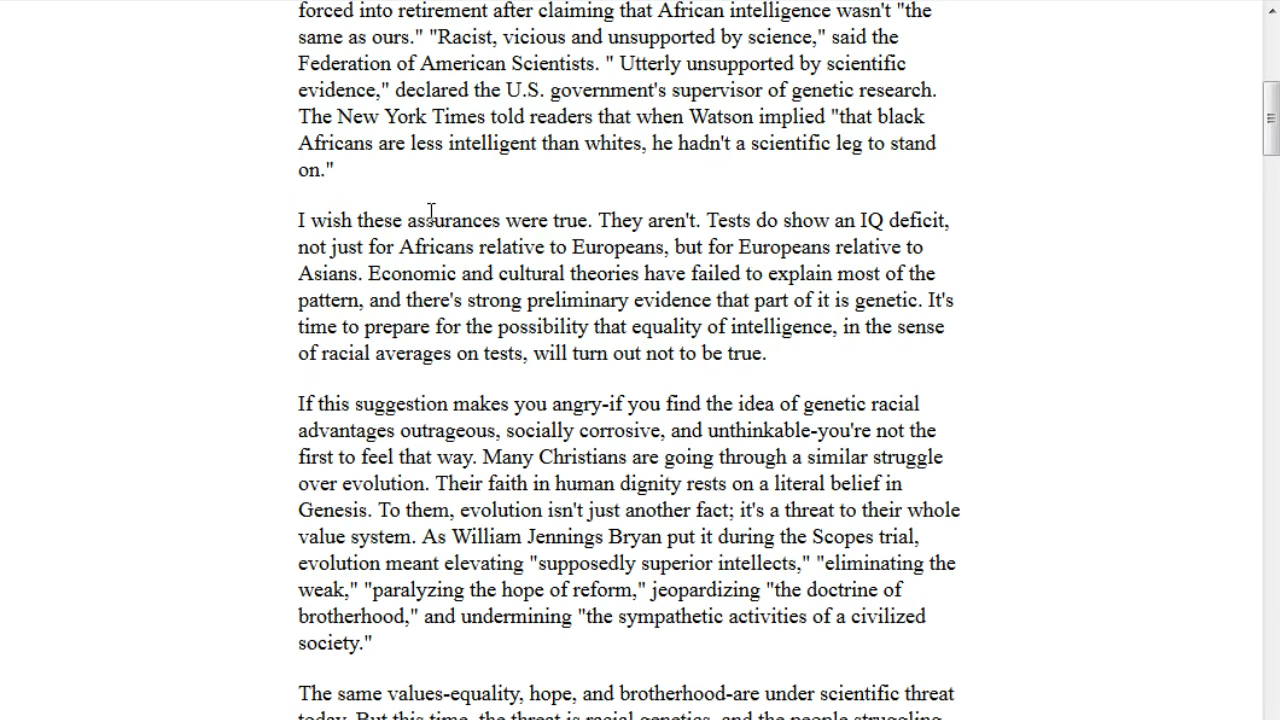 forced into retirement after claiming that African intelligence wasn't "the
same as ours." "Racist, vicious and unsupported by science," said the
Federation of American Scientists. " Utterly unsupported by scientific
evidence," declared the U.S. government's supervisor of genetic research.
The New York Times told readers that when Watson implied "that black
Africans are less intelligent than whites, he hadn't a scientific leg to stand
on."
I wish these assurances were true. They aren't. Tests do show an IQ deficit,
not just for Africans relative to Europeans, but for Europeans relative to
Asians. Economic and cultural theories have failed to explain most of the
pattern, and there's strong preliminary evidence that part of it is genetic. It's
time to prepare for the possibility that equality of intelligence, in the sense
of racial averages on tests, will turn out not to be true.
If this suggestion makes you angry-if you find the idea of genetic racial
advantages outrageous, socially corrosive, and unthinkable-you're not the
first to feel that way. Many Christians are going through a similar struggle
over evolution. Their faith in human dignity rests on a literal belief in
Genesis. To them, evolution isn't just another fact; it's a threat to their whole
value system. As William Jennings Bryan put it during the Scopes trial,
evolution meant elevating "supposedly superior intellects," "eliminating the
weak," "paralyzing the hope of reform," jeopardizing "the doctrine of
brotherhood," and undermining "the sympathetic activities of a civilized
society."
The same values-equality, hope, and brotherhood-are under scientific threat
today. But this time, the threat is racial genetics, and the people struggling